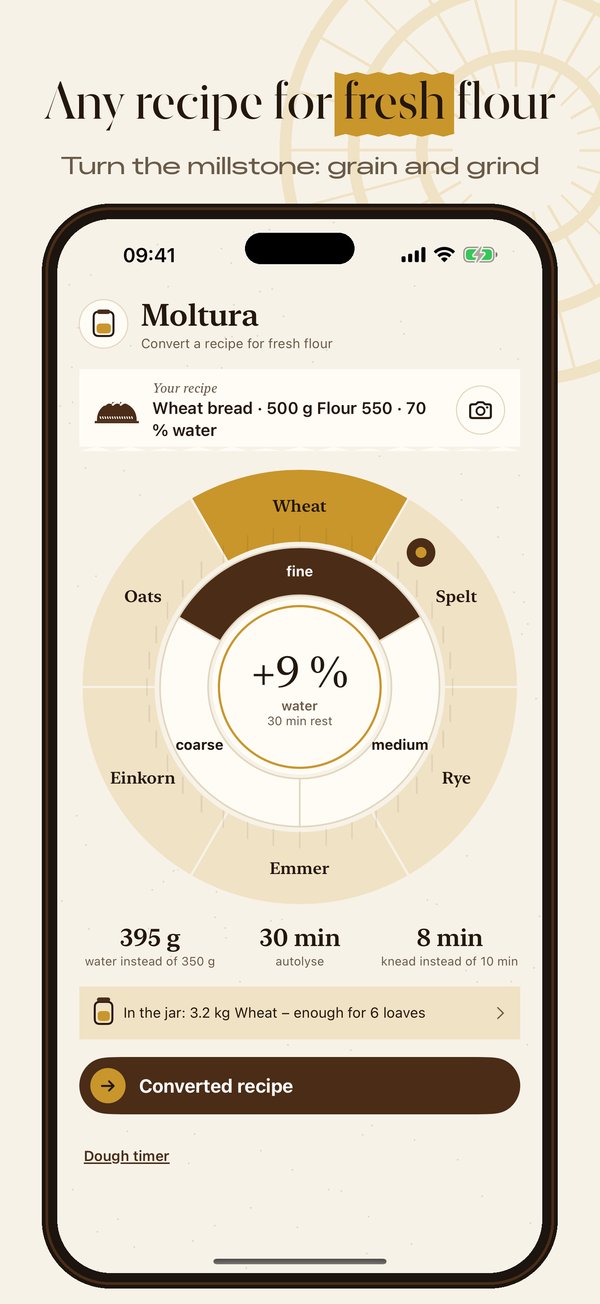 Any recipe for fresh flour
Turn the millstone: grain and grind
09:41
Moltura
Convert a recipe for fresh flour
Your recipe
Wheat bread · 500 g Flour 550 · 70
% water
Wheat
fine
Oats
Spelt
+9 %
water
30 min rest
coarse
medium
Einkorn
Rye
Emmer
395 g
water instead of 350 g
30 min
autolyse
8 min
knead instead of 10 min
In the jar: 3.2 kg Wheat – enough for 6 loaves
Converted recipe
Dough timer